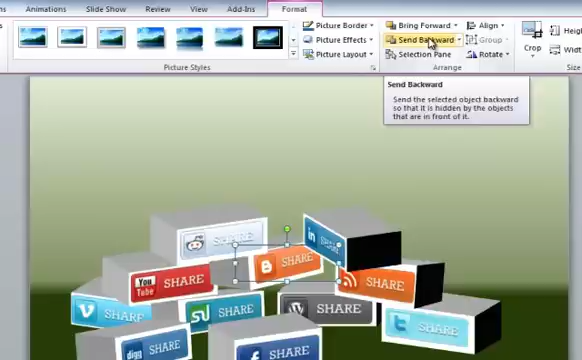 Animations Slide Show Review View Add-Ins Format
Picture Border
Picture Effects
Picture Layout
Bring Forward
Send Backward
Selection Pane
Align
Group
Rotate
Crop
Heigh
Width
Picture Styles
Arrange
Size
Send Backward
Send the selected object backward
so that it is hidden by the objects
that are in front of it.
SHARE
in SHARE
SHARE
You
Tube SHARE
SHARE
SHARE
SHARE
SHARE
SHARE
digg SHARE
SHARE